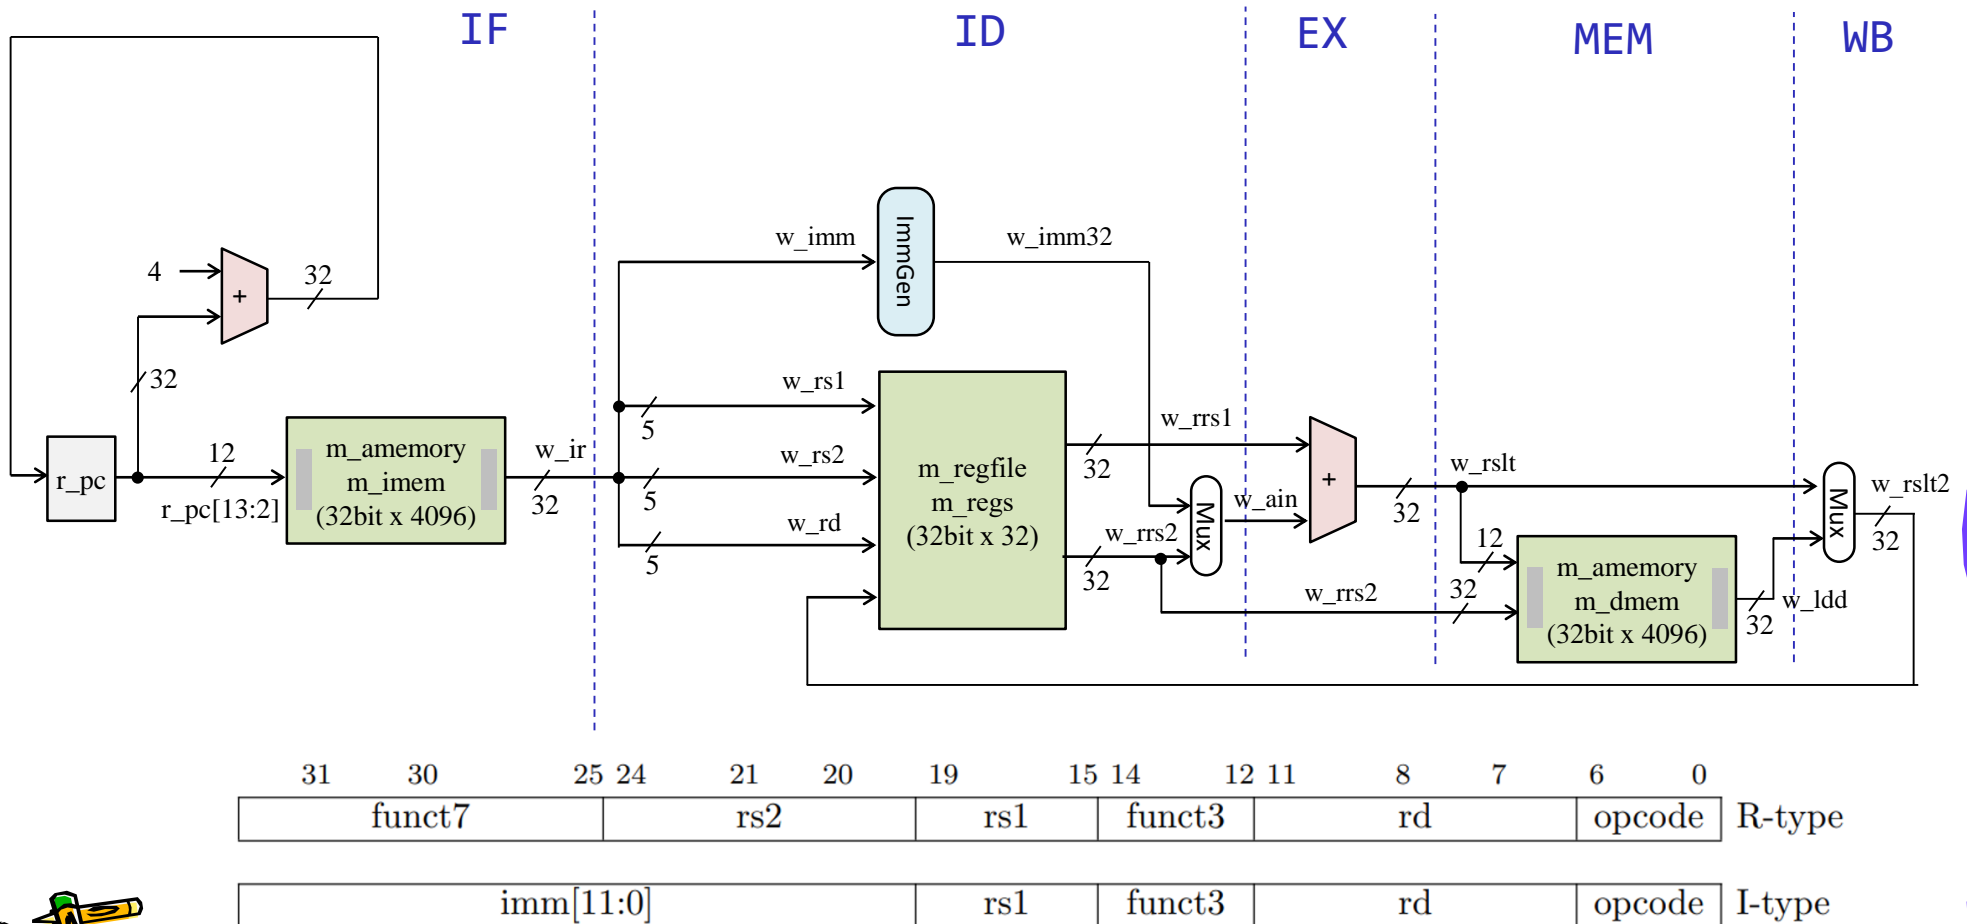 IF
ID
EX
MEM
WB
4
+
32
32
r_pc
12
r_pc[13:2]
m_amemory
m_imem
(32bit x 4096)
w_ir
32
w_imm
ImmGen
w_imm32
w_rs1
5
w_rs2
5
w_rd
5
m_regfile
m_regs
(32bit x 32)
32
w_rrs1
w_rrs2
32
Mux
w_ain
w_rrs2
+
32
w_rslt
12
32
m_amemory
m_dmem
(32bit x 4096)
32
w_ldd
Mux
w_rslt2
32
31 30 25 24 21 20 19 15 14 12 11 8 7 6 0
funct7 rs2 rs1 funct3 rd opcode R-type
imm[11:0] rs1 funct3 rd opcode I-type